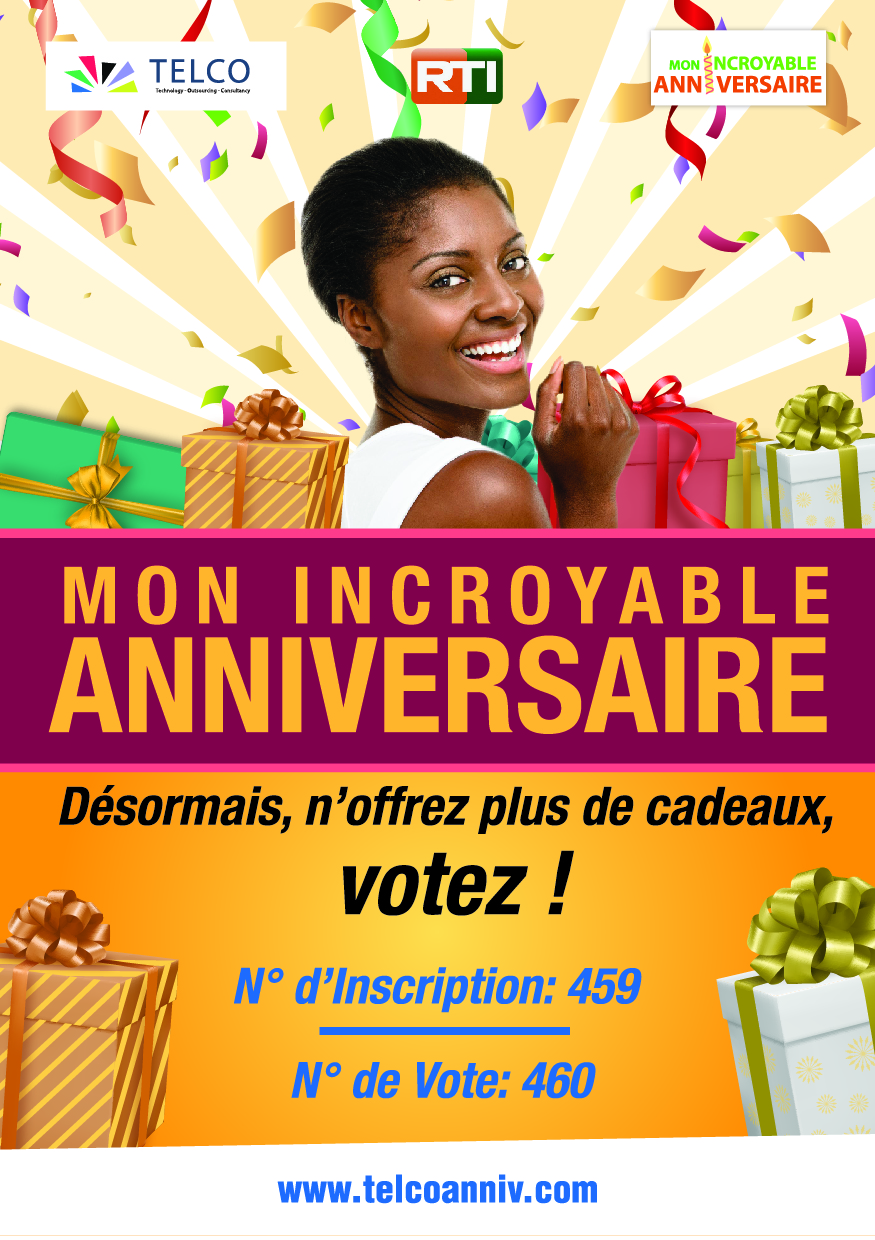 TELCO
Technology - Outsourcing - Consultancy
RTI
MON INCROYABLE
ANNIVERSAIRE
MON INCROYABLE
ANNIVERSAIRE
Désormais, n'offrez plus de cadeaux,
votez !
N° d'Inscription: 459
N° de Vote: 460
www.telcoanniv.com